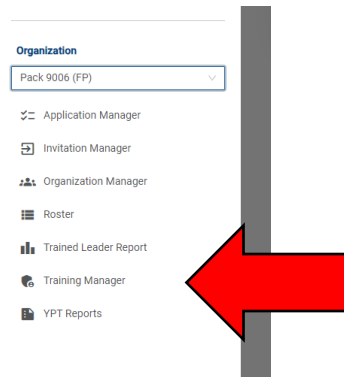 Organization
Pack 9006 (FP)
Application Manager
Invitation Manager
Organization Manager
Roster
Trained Leader Report
Training Manager
YPT Reports